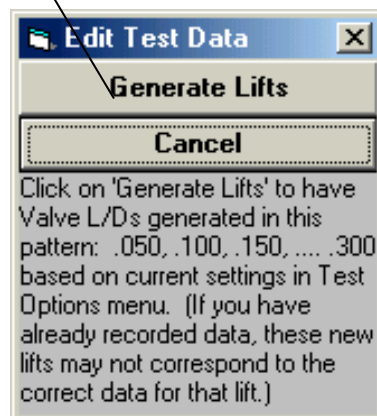 Edit Test Data
Generate Lifts
Cancel
Click on 'Generate Lifts' to have
Valve L/Ds generated in this
pattern:  .050, .100, .150, .... .300
based on current settings in Test
Options menu.  (If you have
already recorded data, these new
lifts may not correspond to the
correct data for that lift.)